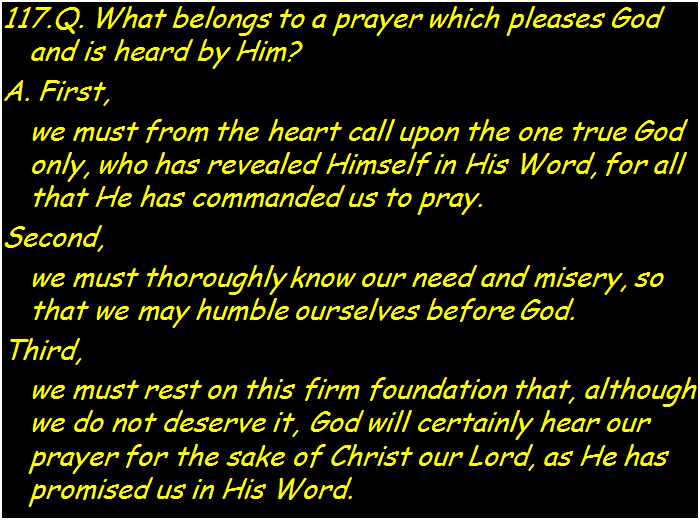 117.Q. What belongs to a prayer which pleases God
and is heard by Him?
A. First,
we must from the heart call upon the one true God
only, who has revealed Himself in His Word, for all
that He has commanded us to pray.
Second,
we must thoroughly know our need and misery, so
that we may humble ourselves before God.
Third,
we must rest on this firm foundation that, although
we do not deserve it, God will certainly hear our
prayer for the sake of Christ our Lord, as He has
promised us in His Word.